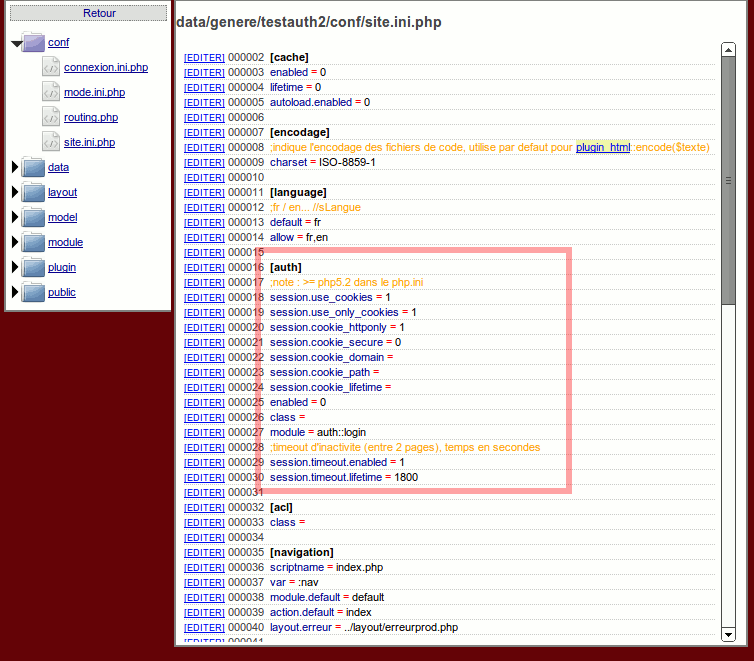 Retour
conf
connexion.ini.php
mode.ini.php
routing.php
site.ini.php
data
layout
model
module
plugin
public
data/genere/testauth2/conf/site.ini.php
[EDITER] 000002 [cache]
[EDITER] 000003 enabled = 0
[EDITER] 000004 lifetime = 0
[EDITER] 000005 autoload.enabled = 0
[EDITER] 000006
[EDITER] 000007 [encodage]
[EDITER] 000008 ;indique l'encodage des fichiers de code, utilise par defaut pour plugin_html::encode($texte)
[EDITER] 000009 charset = ISO-8859-1
[EDITER] 000010
[EDITER] 000011 [language]
[EDITER] 000012 ;fr / en... //sLangue
[EDITER] 000013 default = fr
[EDITER] 000014 allow = fr,en
[EDITER] 000015
[EDITER] 000016 [auth]
[EDITER] 000017 ;note : >= php5.2 dans le php.ini
[EDITER] 000018 session.use_cookies = 1
[EDITER] 000019 session.use_only_cookies = 1
[EDITER] 000020 session.cookie_httponly = 1
[EDITER] 000021 session.cookie_secure = 0
[EDITER] 000022 session.cookie_domain =
[EDITER] 000023 session.cookie_path =
[EDITER] 000024 session.cookie_lifetime =
[EDITER] 000025 enabled = 0
[EDITER] 000026 class =
[EDITER] 000027 module = auth::login
[EDITER] 000028 ;timeout d'inactivite (entre 2 pages), temps en secondes
[EDITER] 000029 session.timeout.enabled = 1
[EDITER] 000030 session.timeout.lifetime = 1800
[EDITER] 000031
[EDITER] 000032 [acl]
[EDITER] 000033 class =
[EDITER] 000034
[EDITER] 000035 [navigation]
[EDITER] 000036 scriptname = index.php
[EDITER] 000037 var = :nav
[EDITER] 000038 module.default = default
[EDITER] 000039 action.default = index
[EDITER] 000040 layout.erreur = ../layout/erreurprod.php
[EDITER] 000041